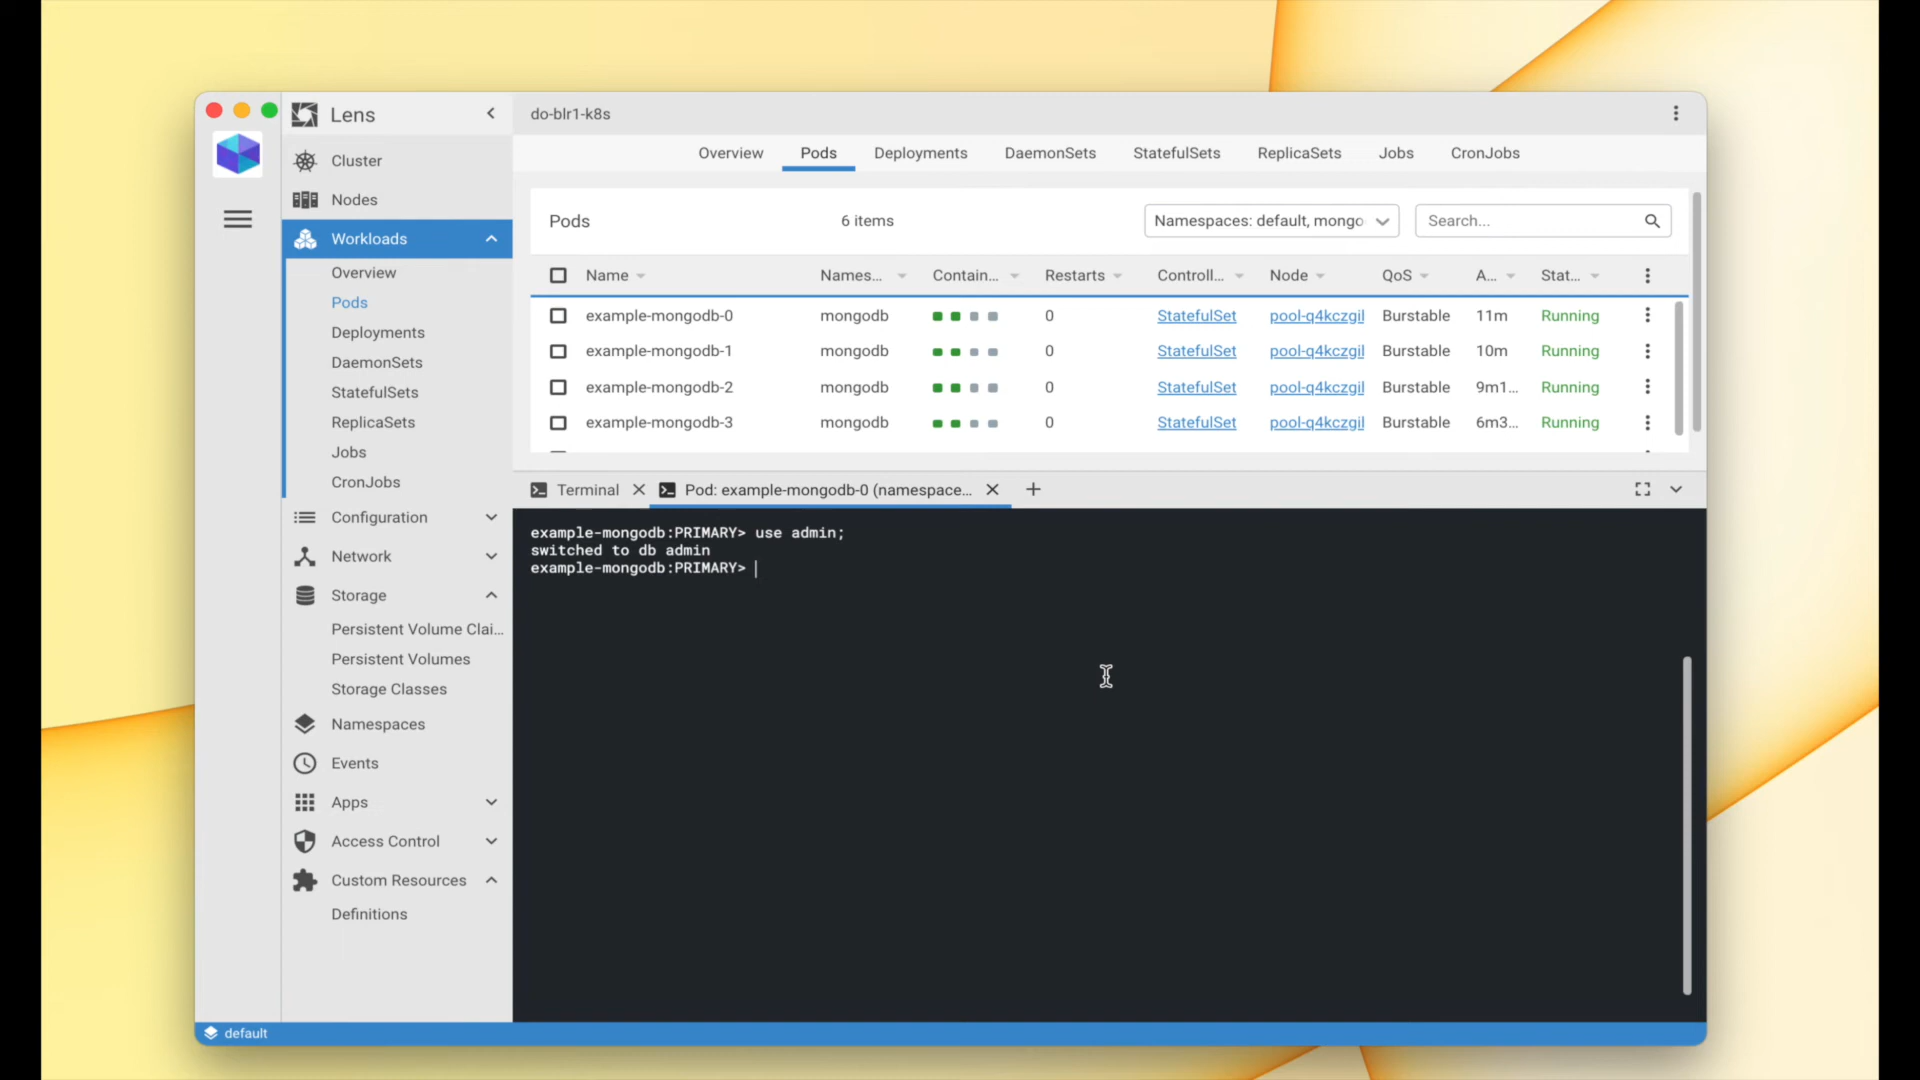 Lens
do-blr1-k8s
Cluster
Nodes
Workloads
Overview
Pods
Deployments
DaemonSets
StatefulSets
ReplicaSets
Jobs
CronJobs
Configuration
Network
Storage
Persistent Volume Clai...
Persistent Volumes
Storage Classes
Namespaces
Events
Apps
Access Control
Custom Resources
Definitions
Overview Pods Deployments DaemonSets StatefulSets ReplicaSets Jobs CronJobs
Pods 6 items Namespaces: default, mongo Search...
Name Names... Contain... Restarts Controll... Node QoS A... Stat...
example-mongodb-0 mongodb 0 StatefulSet pool-q4kczgil Burstable 11m Running
example-mongodb-1 mongodb 0 StatefulSet pool-q4kczgil Burstable 10m Running
example-mongodb-2 mongodb 0 StatefulSet pool-q4kczgil Burstable 9m1... Running
example-mongodb-3 mongodb 0 StatefulSet pool-q4kczgil Burstable 6m3... Running
Terminal Pod: example-mongodb-0 (namespace...
example-mongodb:PRIMARY> use admin;
switched to db admin
example-mongodb:PRIMARY>
default